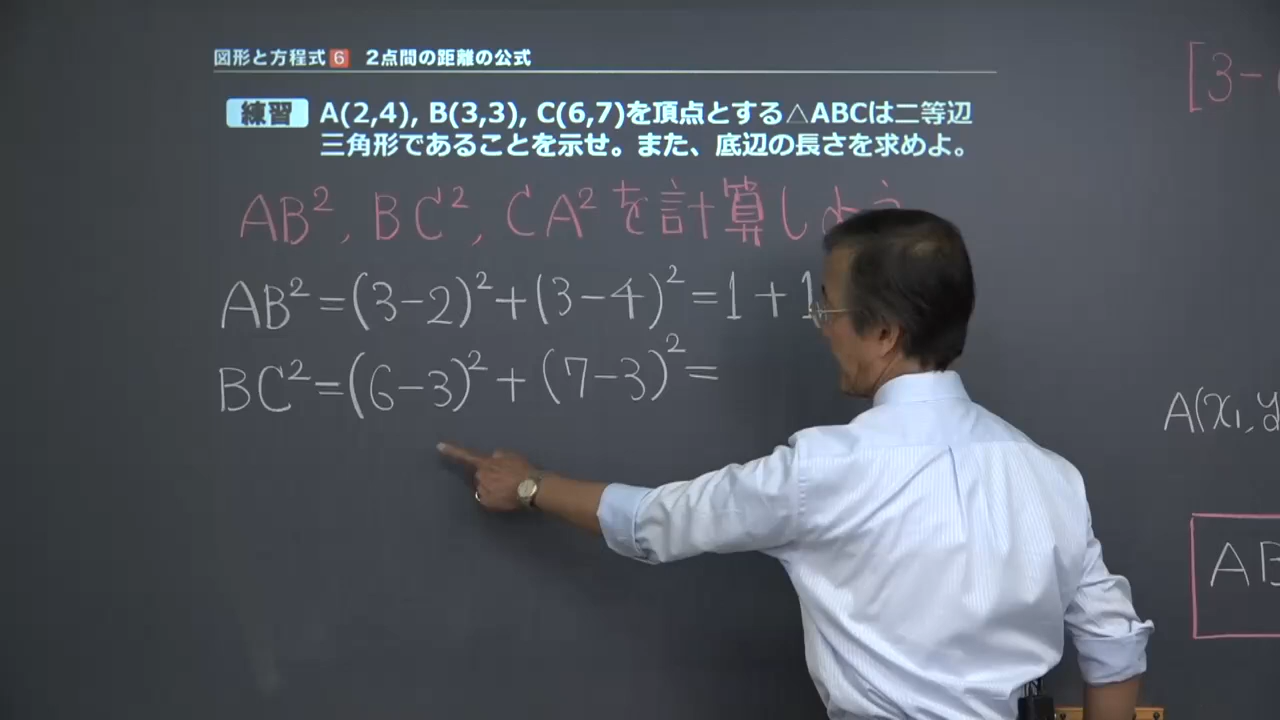 図形と方程式 6 2点間の距離の公式
練習 A(2,4), B(3,3), C(6,7)を頂点とする△ABCは二等辺
三角形であることを示せ。また、底辺の長さを求めよ。
AB², BC², CA²を計算しよう
AB²=(3-2)²+(3-4)²=1+1
BC²=(6-3)²+(7-3)²=
[3-
A(x₁, y
AB